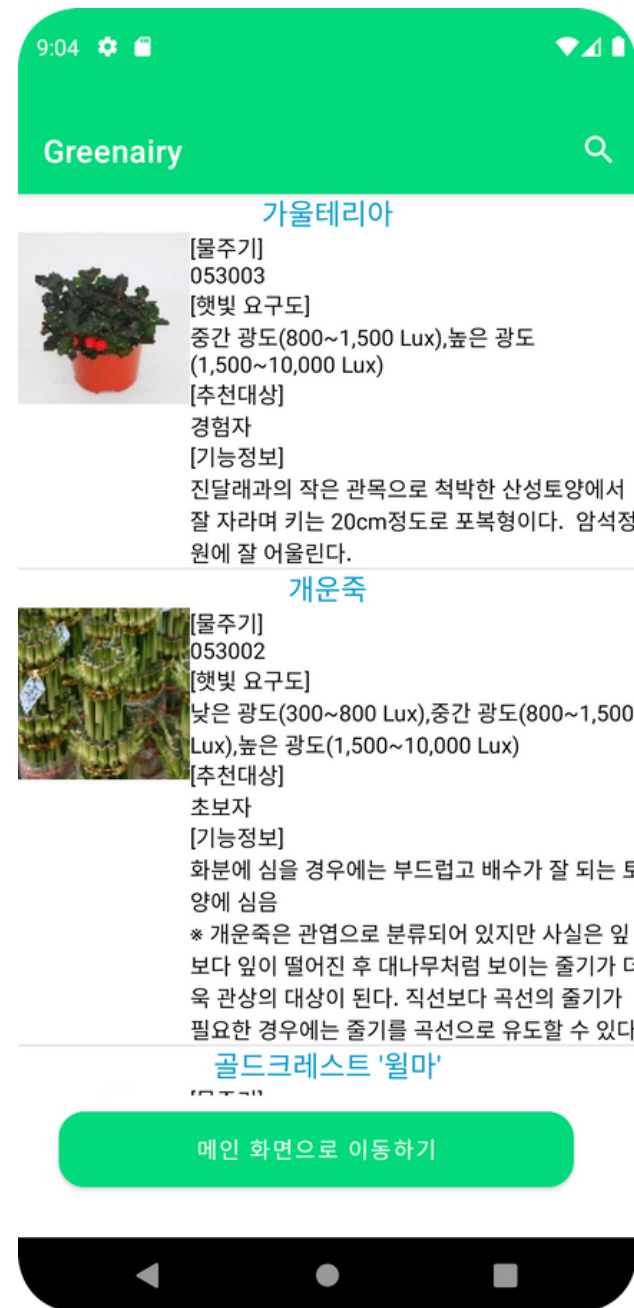 9:04
Greenairy
가울테리아
[물주기]
053003
[햇빛 요구도]
중간 광도(800~1,500 Lux),높은 광도
(1,500~10,000 Lux)
[추천대상]
경험자
[기능정보]
진달래과의 작은 관목으로 척박한 산성토양에서
잘 자라며 키는 20cm정도로 포복형이다.  암석정
원에 잘 어울린다.
개운죽
[물주기]
053002
[햇빛 요구도]
낮은 광도(300~800 Lux),중간 광도(800~1,500
Lux),높은 광도(1,500~10,000 Lux)
[추천대상]
초보자
[기능정보]
화분에 심을 경우에는 부드럽고 배수가 잘 되는 토
양에 심음
※ 개운죽은 관엽으로 분류되어 있지만 사실은 잎
보다 잎이 떨어진 후 대나무처럼 보이는 줄기가 더
욱 관상의 대상이 된다. 직선보다 곡선의 줄기가
필요한 경우에는 줄기를 곡선으로 유도할 수 있다
골드크레스트 '윌마'
[물주기]
메인 화면으로 이동하기